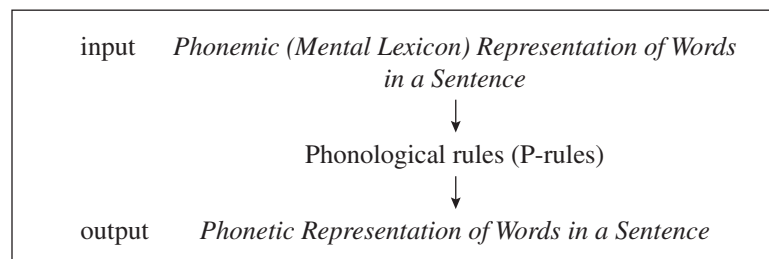 input Phonemic (Mental Lexicon) Representation of Words
in a Sentence
Phonological rules (P-rules)
output Phonetic Representation of Words in a Sentence